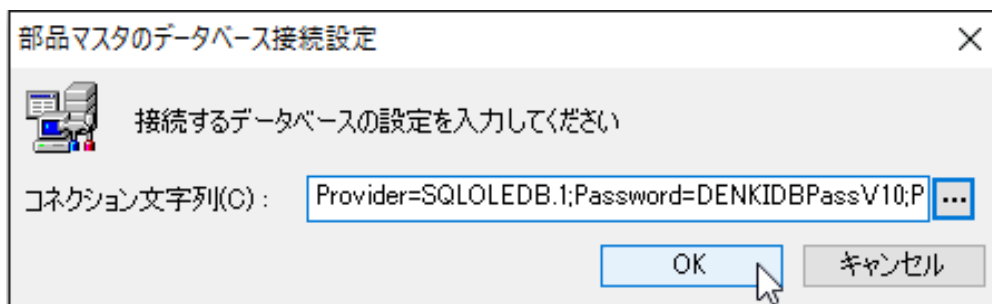 部品マスタのデータベース接続設定
接続するデータベースの設定を入力してください
コネクション文字列(C)： Provider=SQLOLEDB.1;Password=DENKIDBPassV10;P ...
OK キャンセル